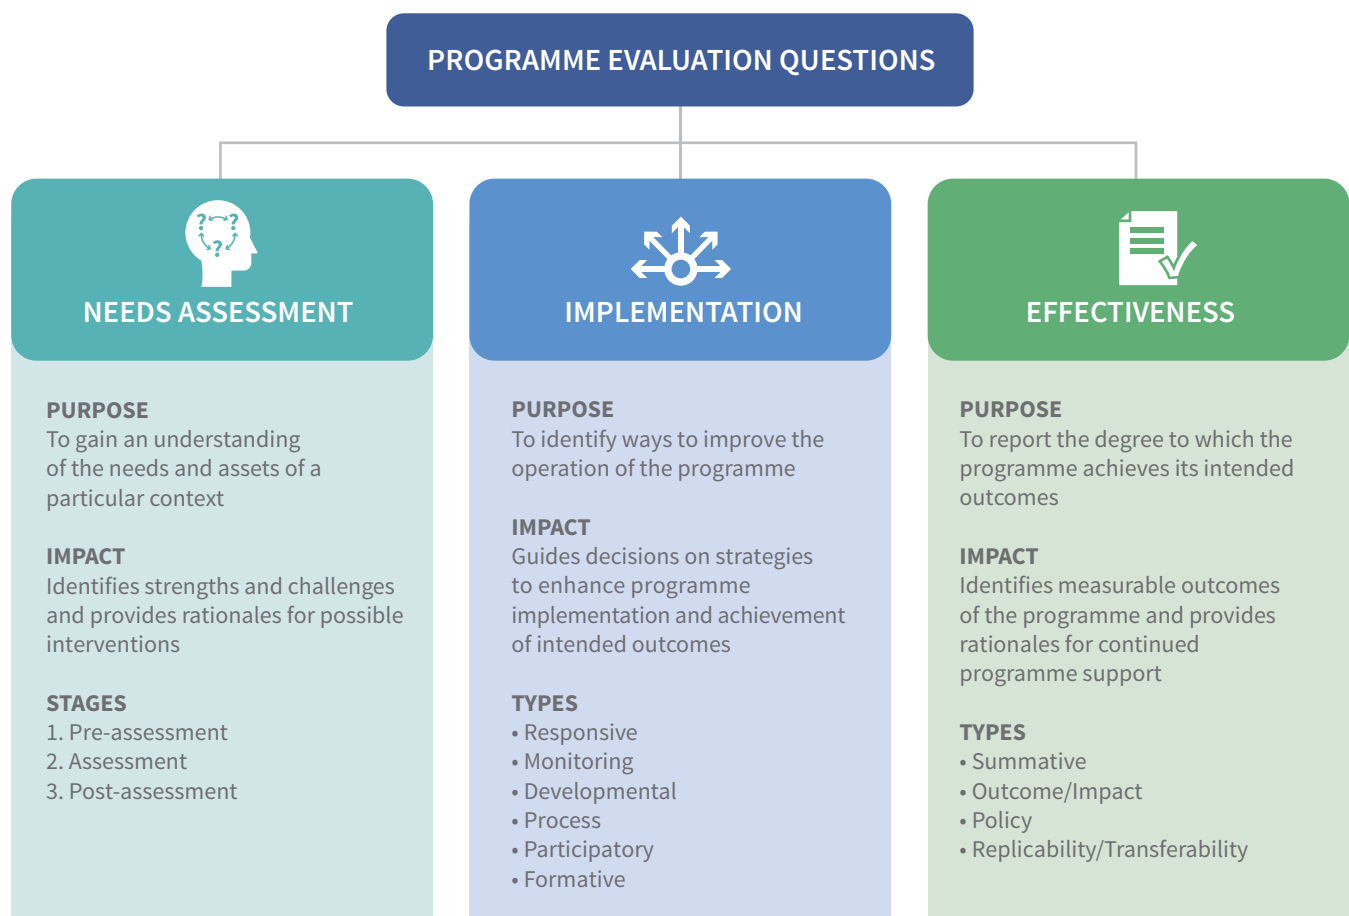 PROGRAMME EVALUATION QUESTIONS
? ?
?
NEEDS ASSESSMENT
PURPOSE
To gain an understanding
of the needs and assets of a
particular context
IMPACT
Identifies strengths and challenges
and provides rationales for possible
interventions
STAGES
1. Pre-assessment
2. Assessment
3. Post-assessment
IMPLEMENTATION
PURPOSE
To identify ways to improve the
operation of the programme
IMPACT
Guides decisions on strategies
to enhance programme
implementation and achievement
of intended outcomes
TYPES
• Responsive
• Monitoring
• Developmental
• Process
• Participatory
• Formative
EFFECTIVENESS
PURPOSE
To report the degree to which the
programme achieves its intended
outcomes
IMPACT
Identifies measurable outcomes
of the programme and provides
rationales for continued
programme support
TYPES
• Summative
• Outcome/Impact
• Policy
• Replicability/Transferability